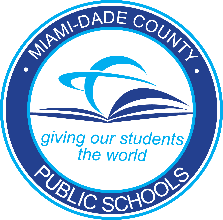 MIAMI-DADE COUNTY
giving our students
the world
PUBLIC SCHOOLS